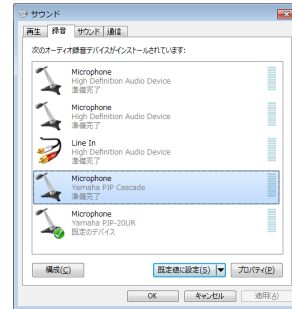 サウンド
再生 録音 サウンド 通信
次のオーディオ録音デバイスがインストールされています:
Microphone
High Definition Audio Device
準備完了
Microphone
High Definition Audio Device
準備完了
Line In
High Definition Audio Device
準備完了
Microphone
Yamaha PJP Cascade
準備完了
Microphone
Yamaha PJP-20UR
既定のデバイス
構成(C) 既定値に設定(S) プロパティ(P)
OK キャンセル 適用(A)